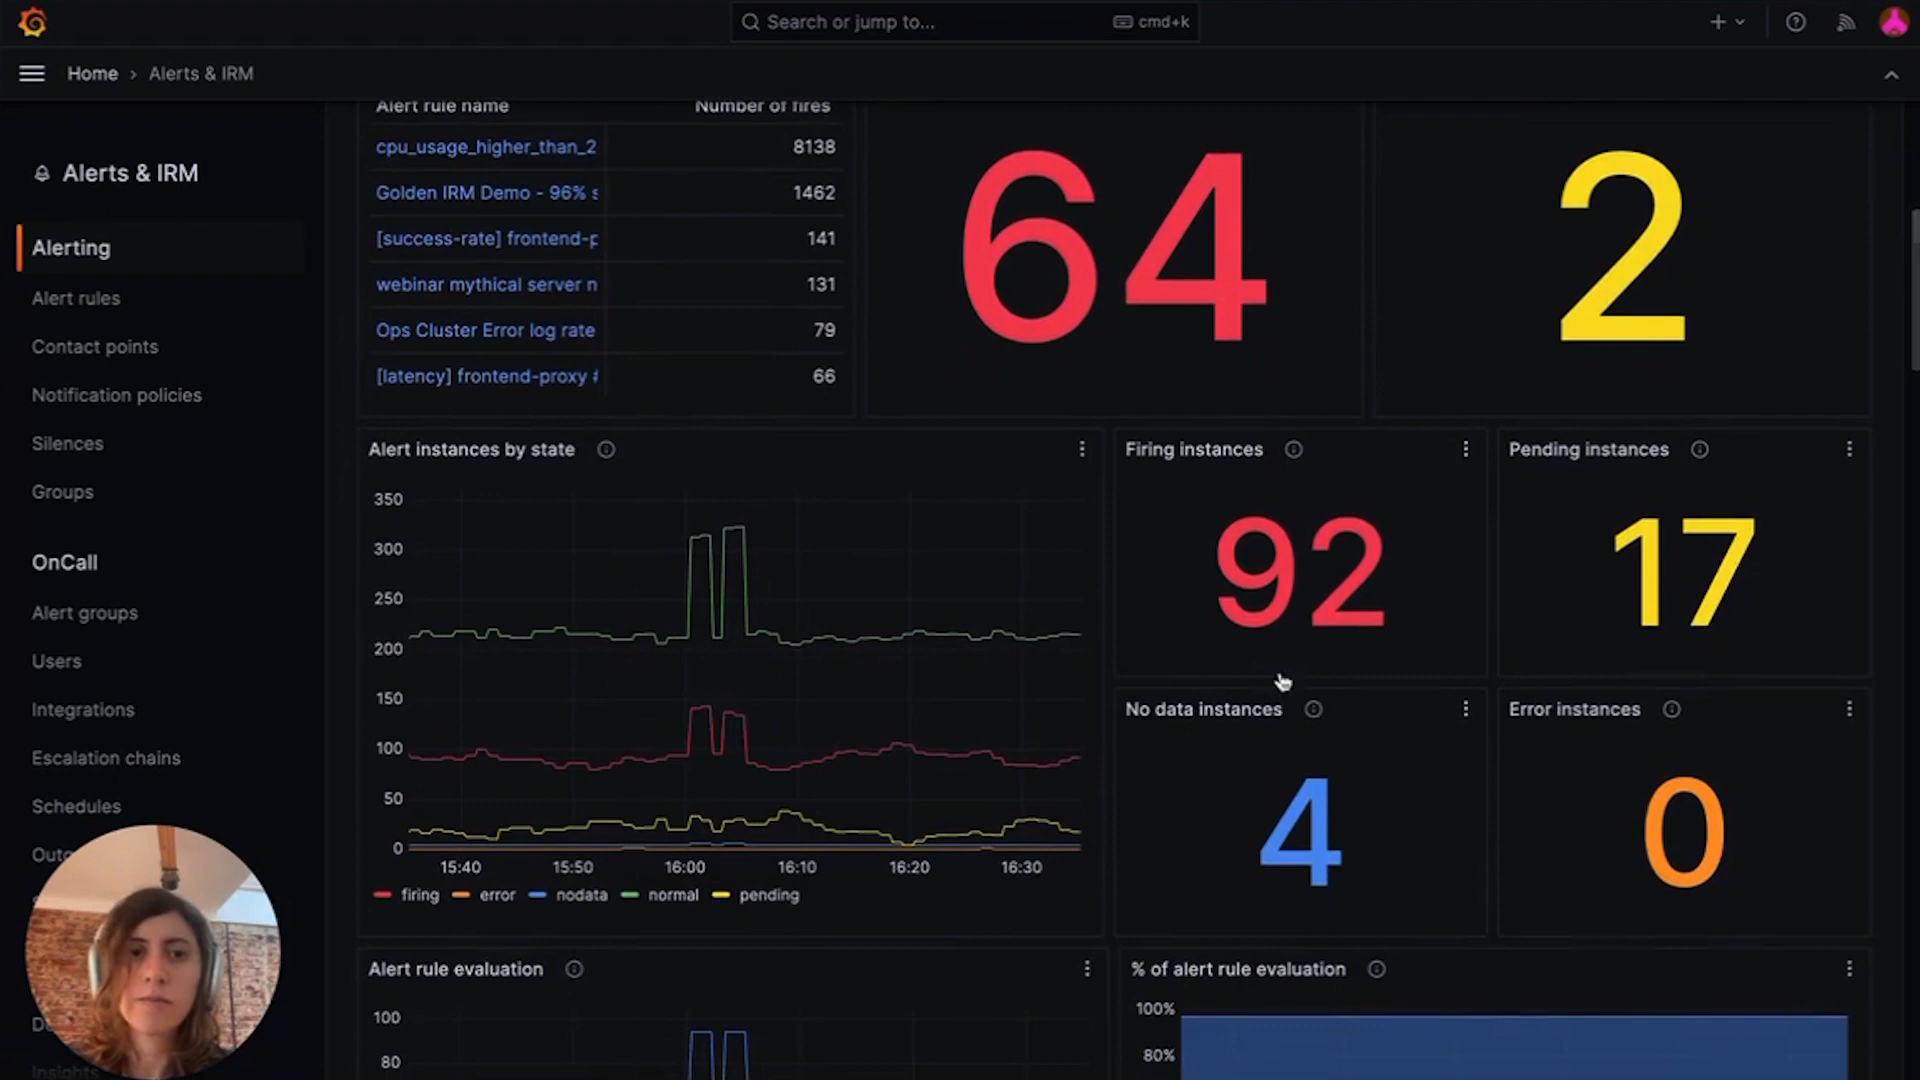 Search or jump to... cmd+k
Home › Alerts & IRM
Alerts & IRM
Alerting
Alert rules
Contact points
Notification policies
Silences
Groups
OnCall
Alert groups
Users
Integrations
Escalation chains
Schedules
Insights
Alert rule name Number of fires
cpu_usage_higher_than_2 8138
Golden IRM Demo - 96% s 1462
[success-rate] frontend-p 141
webinar mythical server n 131
Ops Cluster Error log rate 79
[latency] frontend-proxy # 66
64
2
Alert instances by state
350
300
250
200
150
100
50
0
15:40 15:50 16:00 16:10 16:20 16:30
firing error nodata normal pending
Firing instances
92
Pending instances
17
No data instances
4
Error instances
0
Alert rule evaluation
100
80
% of alert rule evaluation
100%
80%